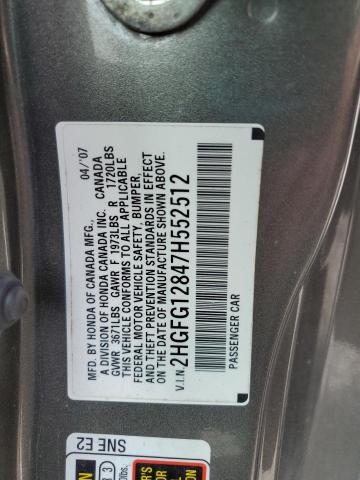 MFD. BY HONDA OF CANADA MFG., 04/'07
A DIVISION OF HONDA CANADA INC. CANADA
GVWR 3671LBS GAWR F 1973LBS R 1720LBS
THIS VEHICLE CONFORMS TO ALL APPLICABLE
FEDERAL MOTOR VEHICLE SAFETY, BUMPER,
AND THEFT PREVENTION STANDARDS IN EFFECT
ON THE DATE OF MANUFACTURE SHOWN ABOVE.
V.I.N. 2HGFG12847H552512
PASSENGER CAR
SNE E2